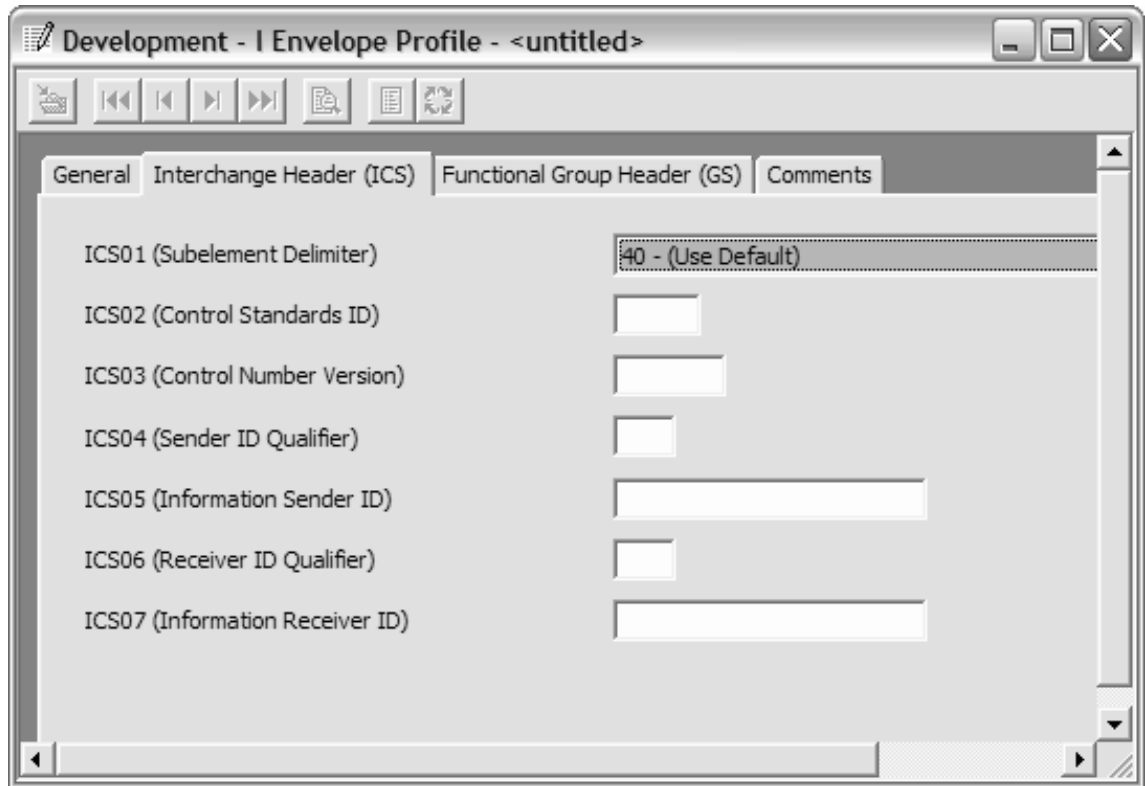 Development - I Envelope Profile - <untitled>
General Interchange Header (ICS) Functional Group Header (GS) Comments
ICS01 (Subelement Delimiter) 40 - (Use Default)
ICS02 (Control Standards ID)
ICS03 (Control Number Version)
ICS04 (Sender ID Qualifier)
ICS05 (Information Sender ID)
ICS06 (Receiver ID Qualifier)
ICS07 (Information Receiver ID)